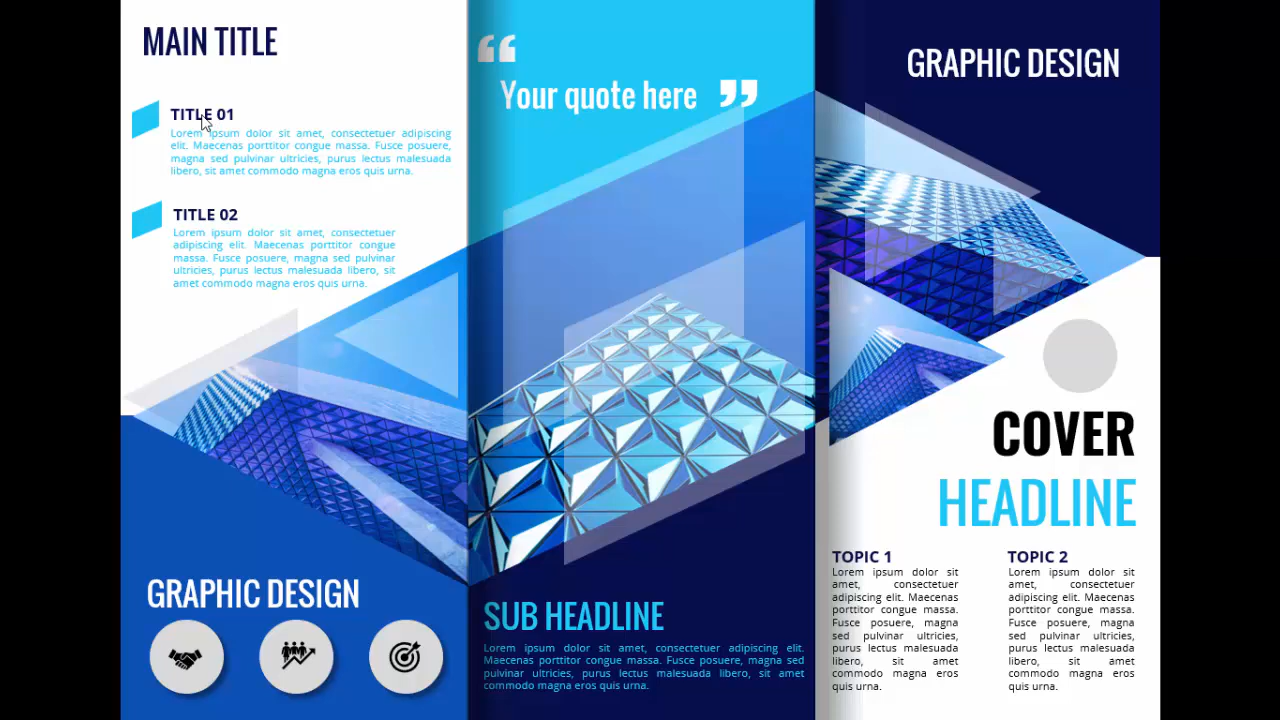 MAIN TITLE
TITLE 01
Lorem ipsum dolor sit amet, consectetuer adipiscing
elit. Maecenas porttitor congue massa. Fusce posuere,
magna sed pulvinar ultricies, purus lectus malesuada
libero, sit amet commodo magna eros quis urna.
TITLE 02
Lorem ipsum dolor sit amet, consectetuer
adipiscing elit. Maecenas porttitor congue
massa. Fusce posuere, magna sed pulvinar
ultricies, purus lectus malesuada libero, sit
amet commodo magna eros quis urna.
GRAPHIC DESIGN
“
Your quote here ”
SUB HEADLINE
Lorem ipsum dolor sit amet, consectetuer adipiscing elit.
Maecenas porttitor congue massa. Fusce posuere, magna sed
pulvinar ultricies, purus lectus malesuada libero, sit amet
commodo magna eros quis urna.
GRAPHIC DESIGN
COVER
HEADLINE
TOPIC 1
Lorem ipsum dolor sit
amet, consectetuer
adipiscing elit. Maecenas
porttitor congue massa.
Fusce posuere, magna
sed pulvinar ultricies,
purus lectus malesuada
libero, sit amet
commodo magna eros
quis urna.
TOPIC 2
Lorem ipsum dolor sit
amet, consectetuer
adipiscing elit. Maecenas
porttitor congue massa.
Fusce posuere, magna
sed pulvinar ultricies,
purus lectus malesuada
libero, sit amet
commodo magna eros
quis urna.